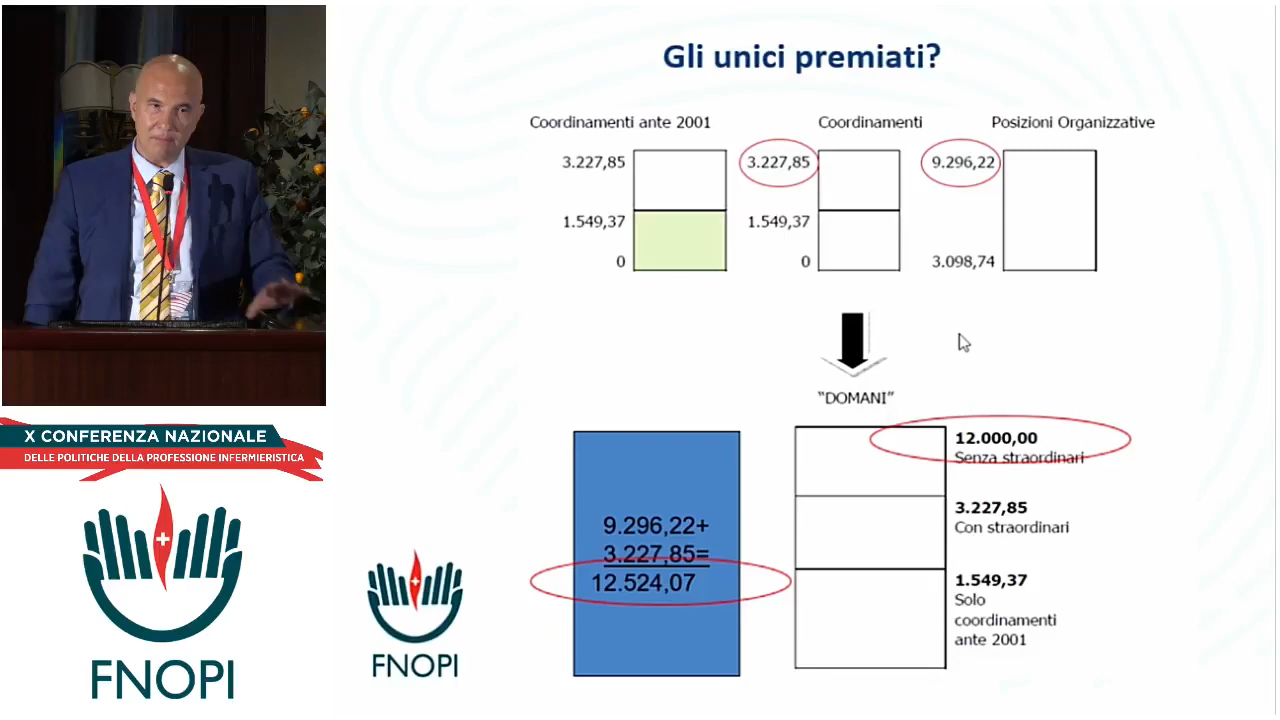 Gli unici premiati?
Coordinamenti ante 2001
Coordinamenti
Posizioni Organizzative
3.227,85
3.227,85
9.296,22
1.549,37
1.549,37
0
0
3.098,74
“DOMANI”
12.000,00
Senza straordinari
3.227,85
Con straordinari
1.549,37
Solo
coordinamenti
ante 2001
9.296,22+
3.227,85=
12.524,07
FNOPI
X CONFERENZA NAZIONALE
DELLE POLITICHE DELLA PROFESSIONE INFERMIERISTICA
FNOPI